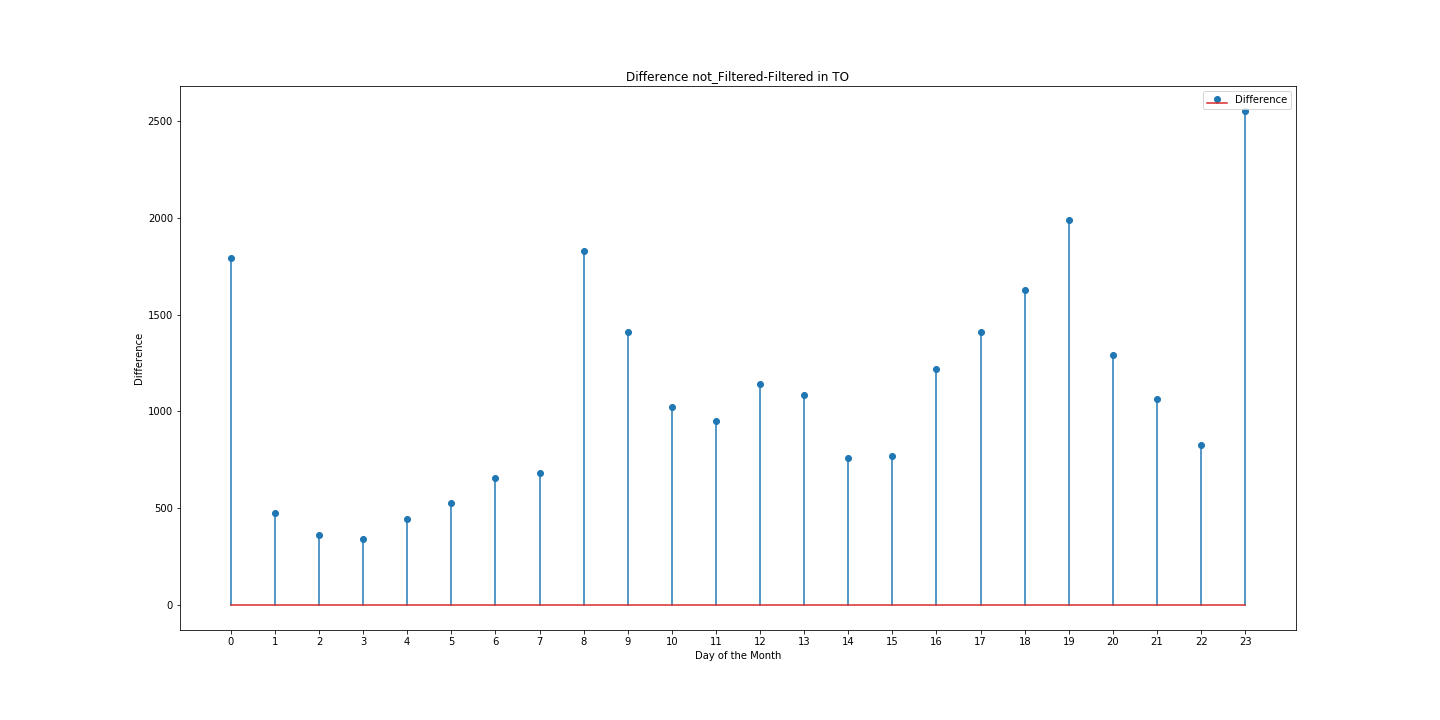 Difference not_Filtered-Filtered in TO
Difference
2500
2000
1500
1000
500
0
Difference
0 1 2 3 4 5 6 7 8 9 10 11 12 13 14 15 16 17 18 19 20 21 22 23
Day of the Month